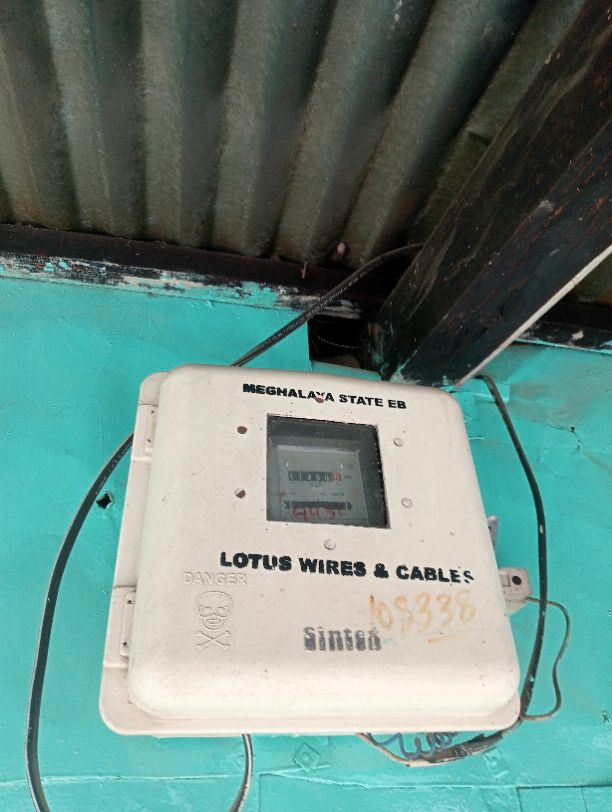 MEGHALAYA STATE EB
LOTUS WIRES & CABLES
DANGER
108338
Sintex